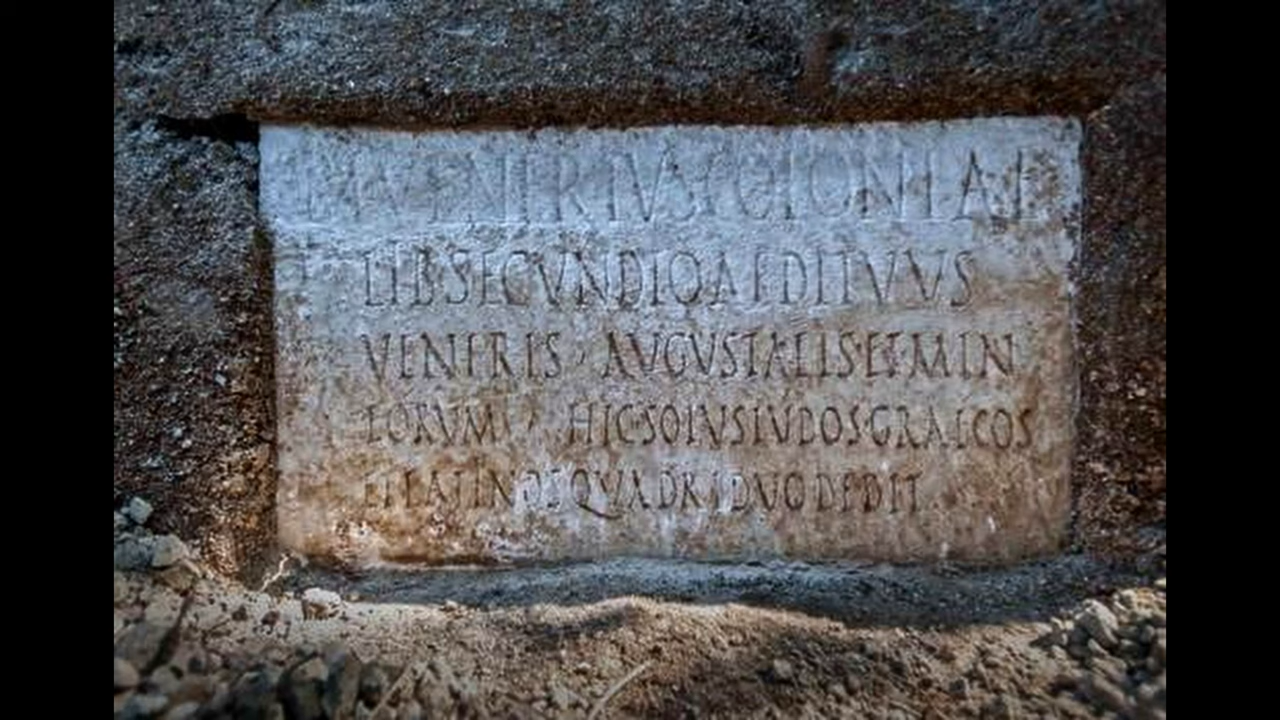 M VENERIVS COLONIAE
LIB SECVNDIO AEDITVVS
VENERIS · AVGVSTALIS ET MIN
EORVM HIC SOLVS LVDOS GRAECOS
ET LATINOS QVADRIDVO DEDIT